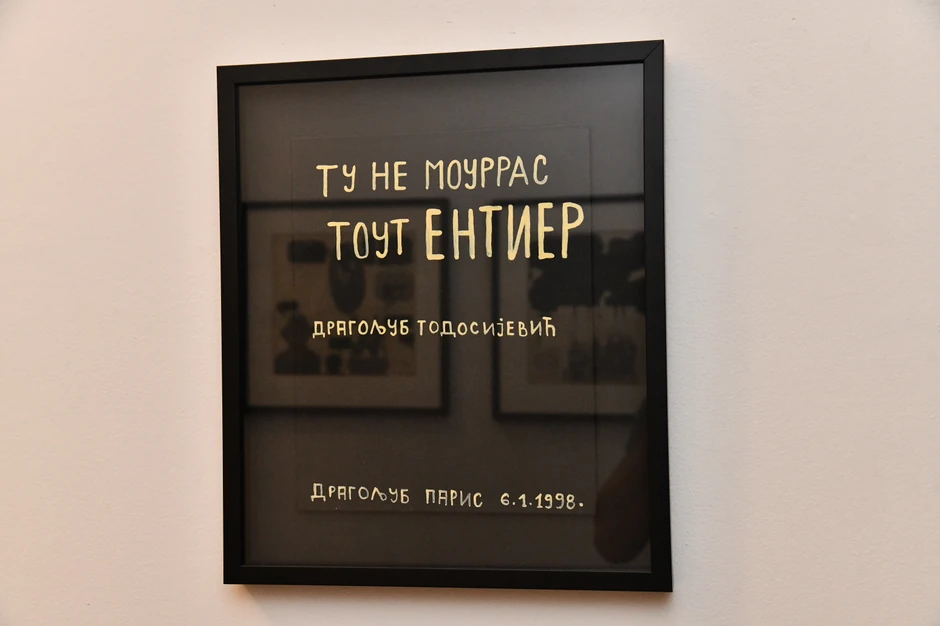 ТУ НЕ МОУРРАС
ТОУТ ЕНТИЕР
ДРАГОЉУБ ТОДОСИЈЕВИЋ
ДРАГОЉУБ ПАРИС 6.1.1998.